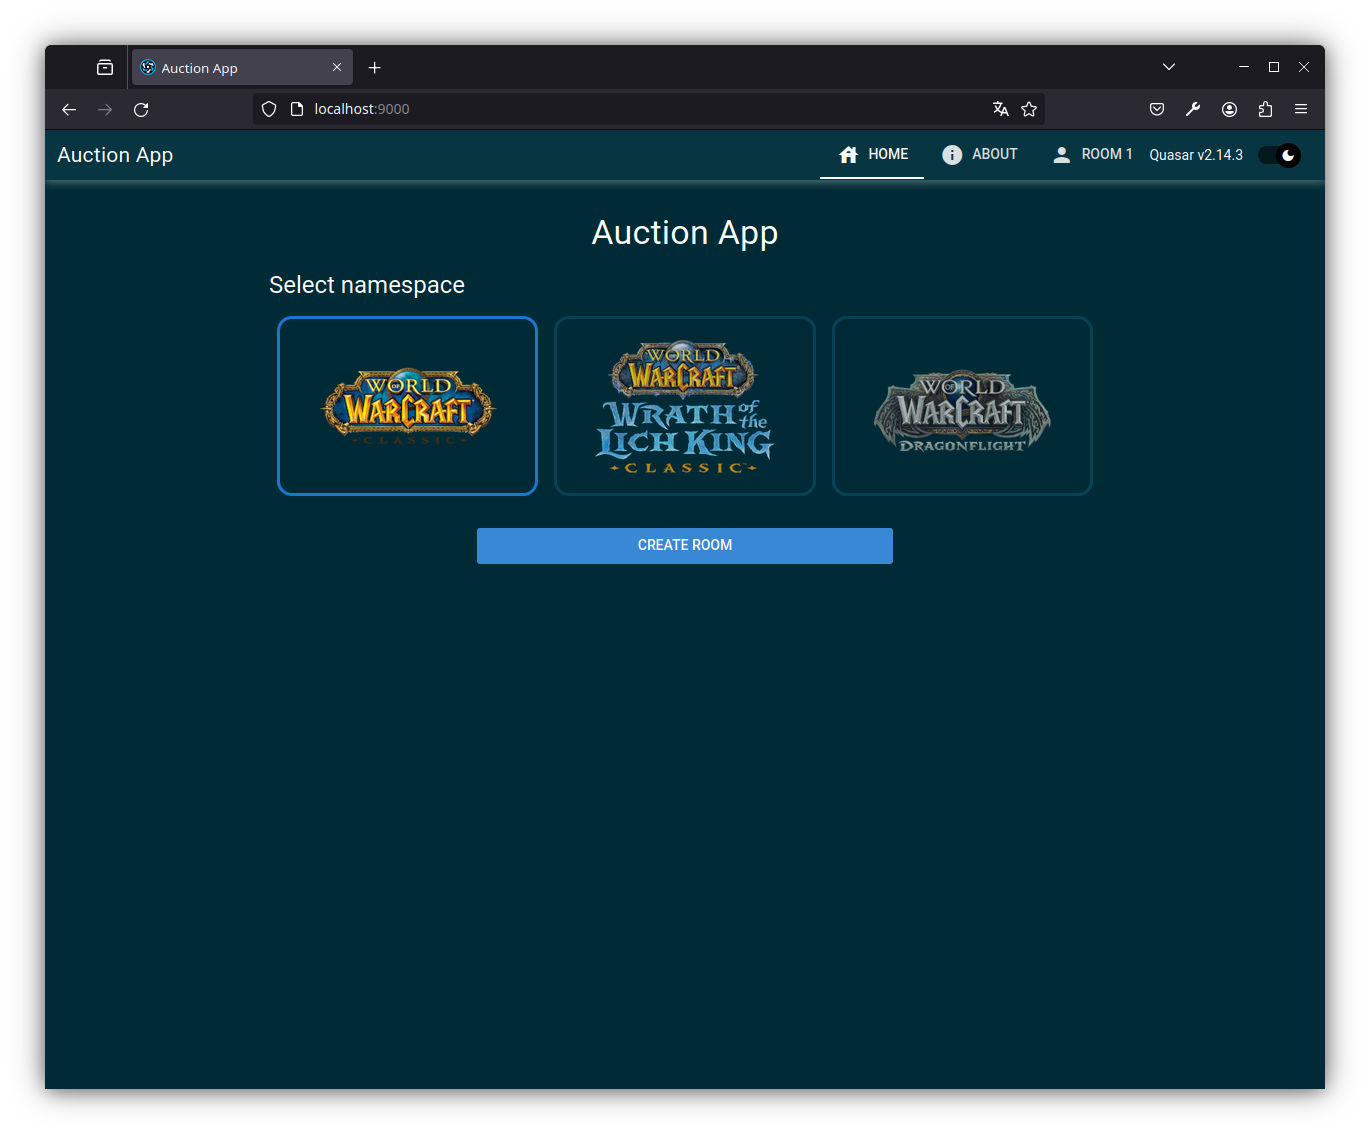 Auction App
localhost:9000
Auction App
HOME
ABOUT
ROOM 1
Quasar v2.14.3
Auction App
Select namespace
WORLD
OF
WARCRAFT
CLASSIC
WORLD
OF
WARCRAFT
WRATH of the
LICH KING
CLASSIC
WORLD
OF
WARCRAFT
DRAGONFLIGHT
CREATE ROOM